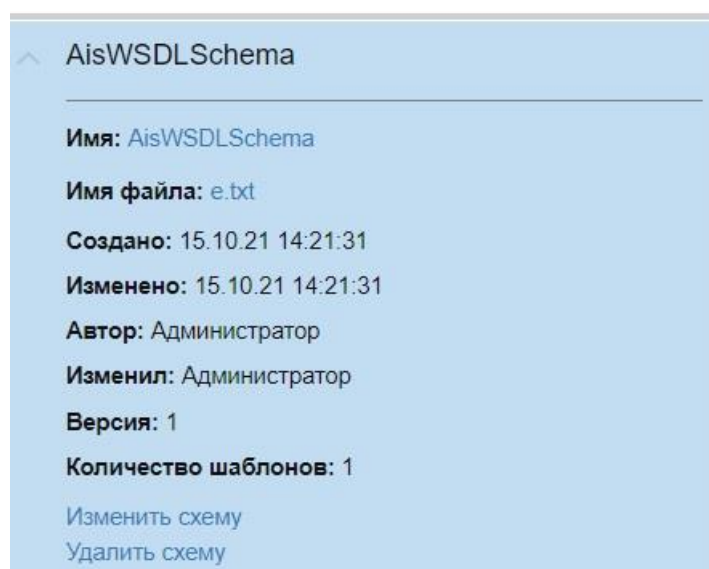 AisWSDLSchema
Имя: AisWSDLSchema
Имя файла: e.txt
Создано: 15.10.21 14:21:31
Изменено: 15.10.21 14:21:31
Автор: Администратор
Изменил: Администратор
Версия: 1
Количество шаблонов: 1
Изменить схему
Удалить схему